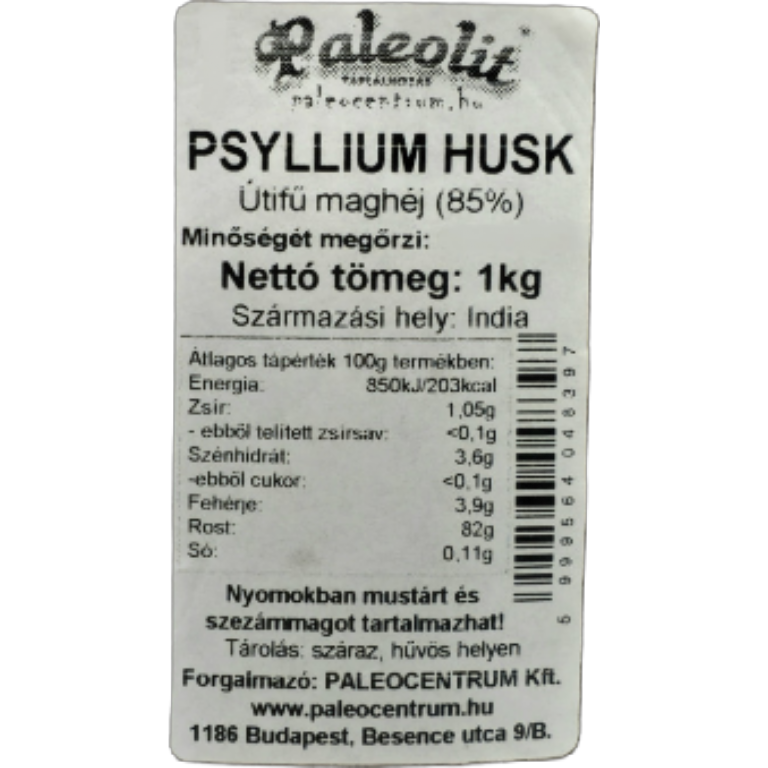 Paleolit
TÁPLÁLKOZÁS
paleocentrum.hu
PSYLLIUM HUSK
Útifű maghéj (85%)
Minőségét megőrzi:
Nettó tömeg: 1kg
Származási hely: India
Átlagos tápérték 100g termékben:
Energia: 850kJ/203kcal
Zsír: 1,05g
- ebből telített zsírsav: <0,1g
Szénhidrát: 3,6g
-ebből cukor: <0,1g
Fehérje: 3,9g
Rost: 82g
Só: 0,11g
5999564048397
Nyomokban mustárt és
szezámmagot tartalmazhat!
Tárolás: száraz, hűvös helyen
Forgalmazó: PALEOCENTRUM Kft.
www.paleocentrum.hu
1186 Budapest, Besence utca 9/B.